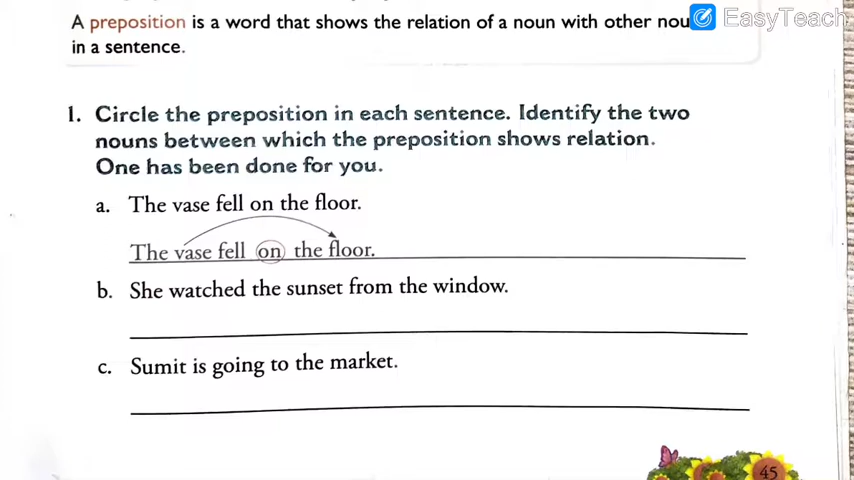 A preposition is a word that shows the relation of a noun with other nou
EasyTeach
in a sentence.
1. Circle the preposition in each sentence. Identify the two
nouns between which the preposition shows relation.
One has been done for you.
a. The vase fell on the floor.
The vase fell on the floor.
b. She watched the sunset from the window.
c. Sumit is going to the market.
45